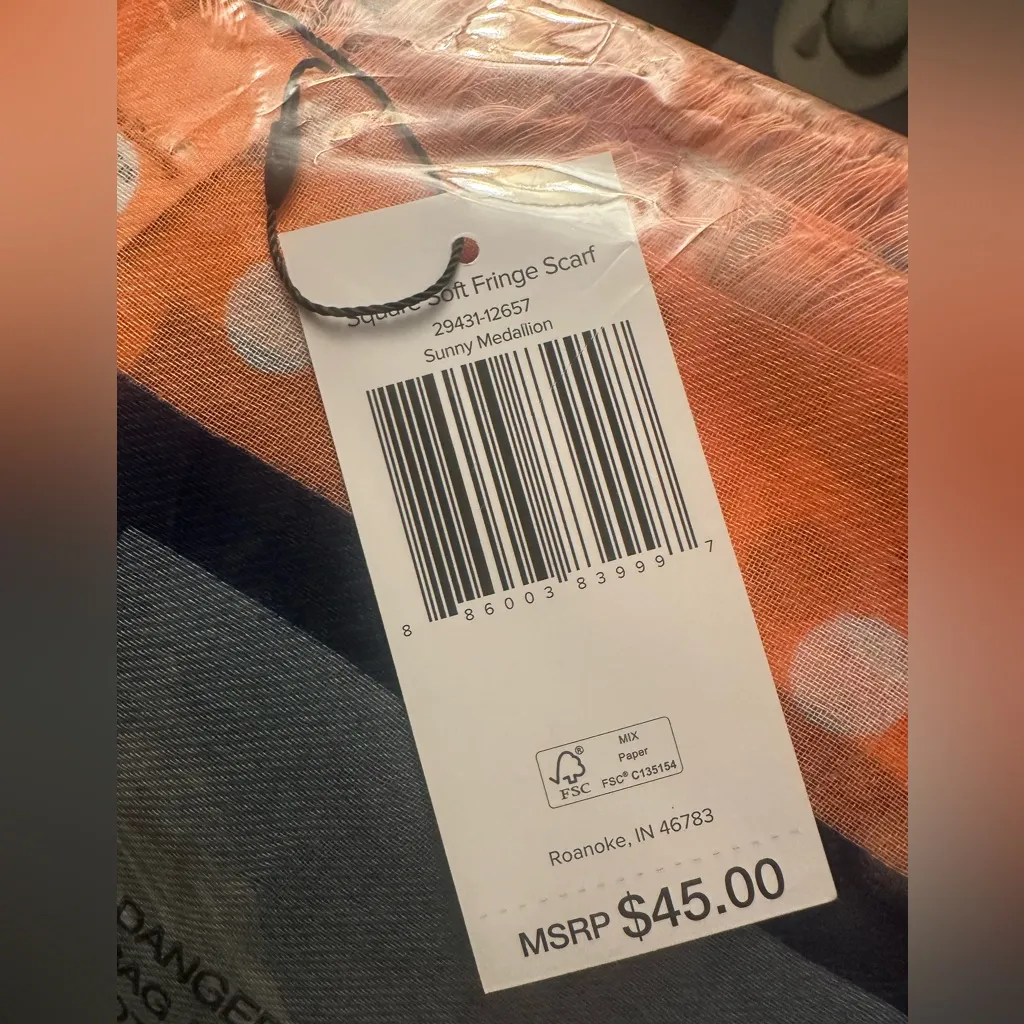 Square Soft Fringe Scarf
29431-12657
Sunny Medallion
8 86003 83999 7
MIX
Paper
FSC® C135154
® FSC
Roanoke, IN 46783
MSRP $45.00
DANGER